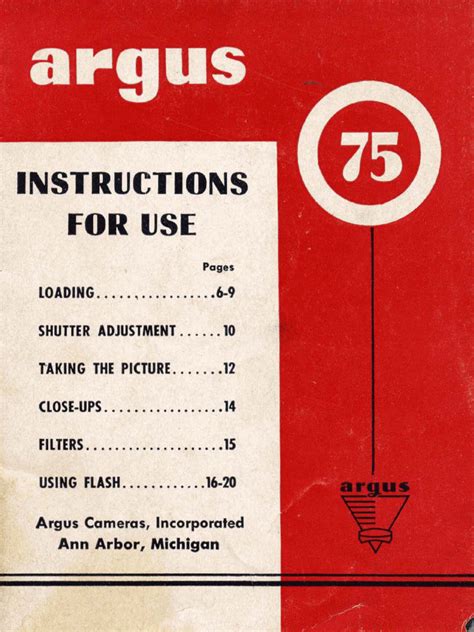 argus
75
INSTRUCTIONS
FOR USE
Pages
LOADING..................6-9
SHUTTER ADJUSTMENT ......10
TAKING THE PICTURE.......12
CLOSE-UPS................14
FILTERS..................15
USING FLASH............16-20
Argus Cameras, Incorporated
Ann Arbor, Michigan
argus